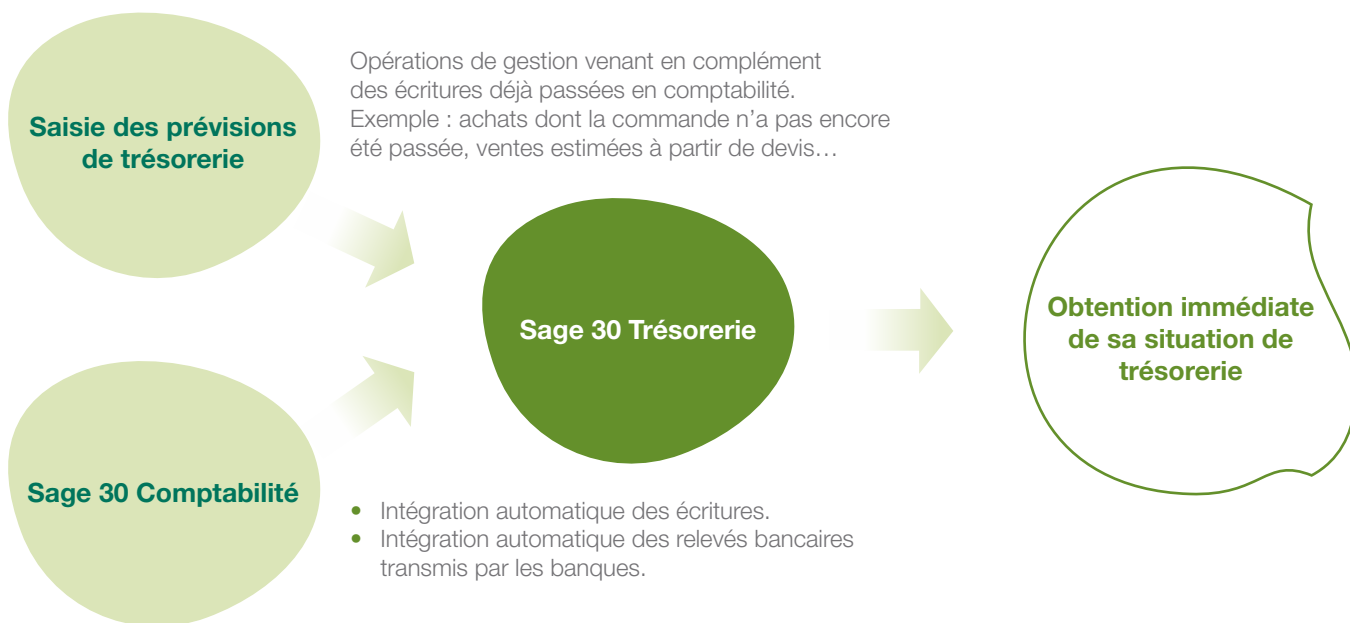 Opérations de gestion venant en complément
des écritures déjà passées en comptabilité.
Exemple : achats dont la commande n’a pas encore
été passée, ventes estimées à partir de devis…
Saisie des prévisions
de trésorerie
Sage 30 Trésorerie
Obtention immédiate
de sa situation de
trésorerie
Sage 30 Comptabilité
• Intégration automatique des écritures.
• Intégration automatique des relevés bancaires
transmis par les banques.